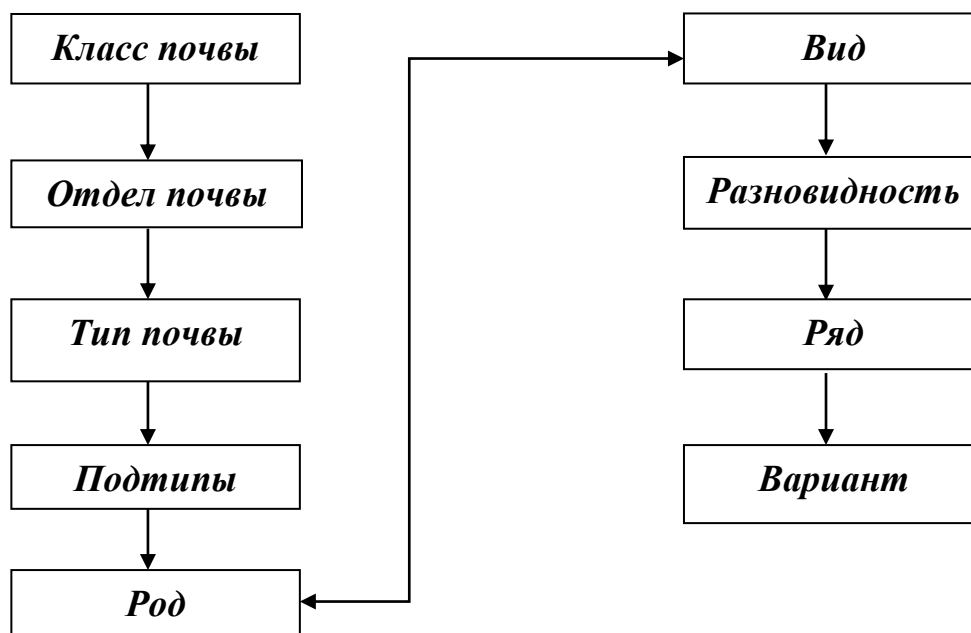 Класс почвы
Отдел почвы
Тип почвы
Подтипы
Род
Вид
Разновидность
Ряд
Вариант